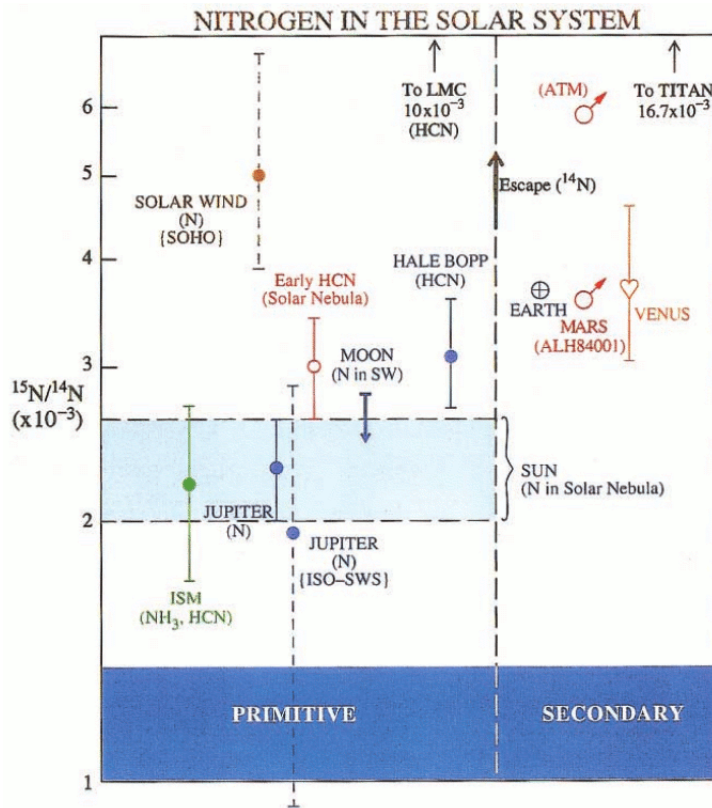 NITROGEN IN THE SOLAR SYSTEM
To LMC
10x10⁻³
(HCN)
(ATM)
To TITAN
16.7x10⁻³
6
5
Escape (¹⁴N)
SOLAR WIND
(N)
{SOHO}
4
HALE BOPP
(HCN)
Early HCN
(Solar Nebula)
EARTH
MARS
(ALH84001)
VENUS
MOON
(N in SW)
3
¹⁵N/¹⁴N
(x10⁻³)
SUN
(N in Solar Nebula)
JUPITER
(N)
2
JUPITER
(N)
{ISO–SWS}
ISM
(NH₃, HCN)
PRIMITIVE
SECONDARY
1